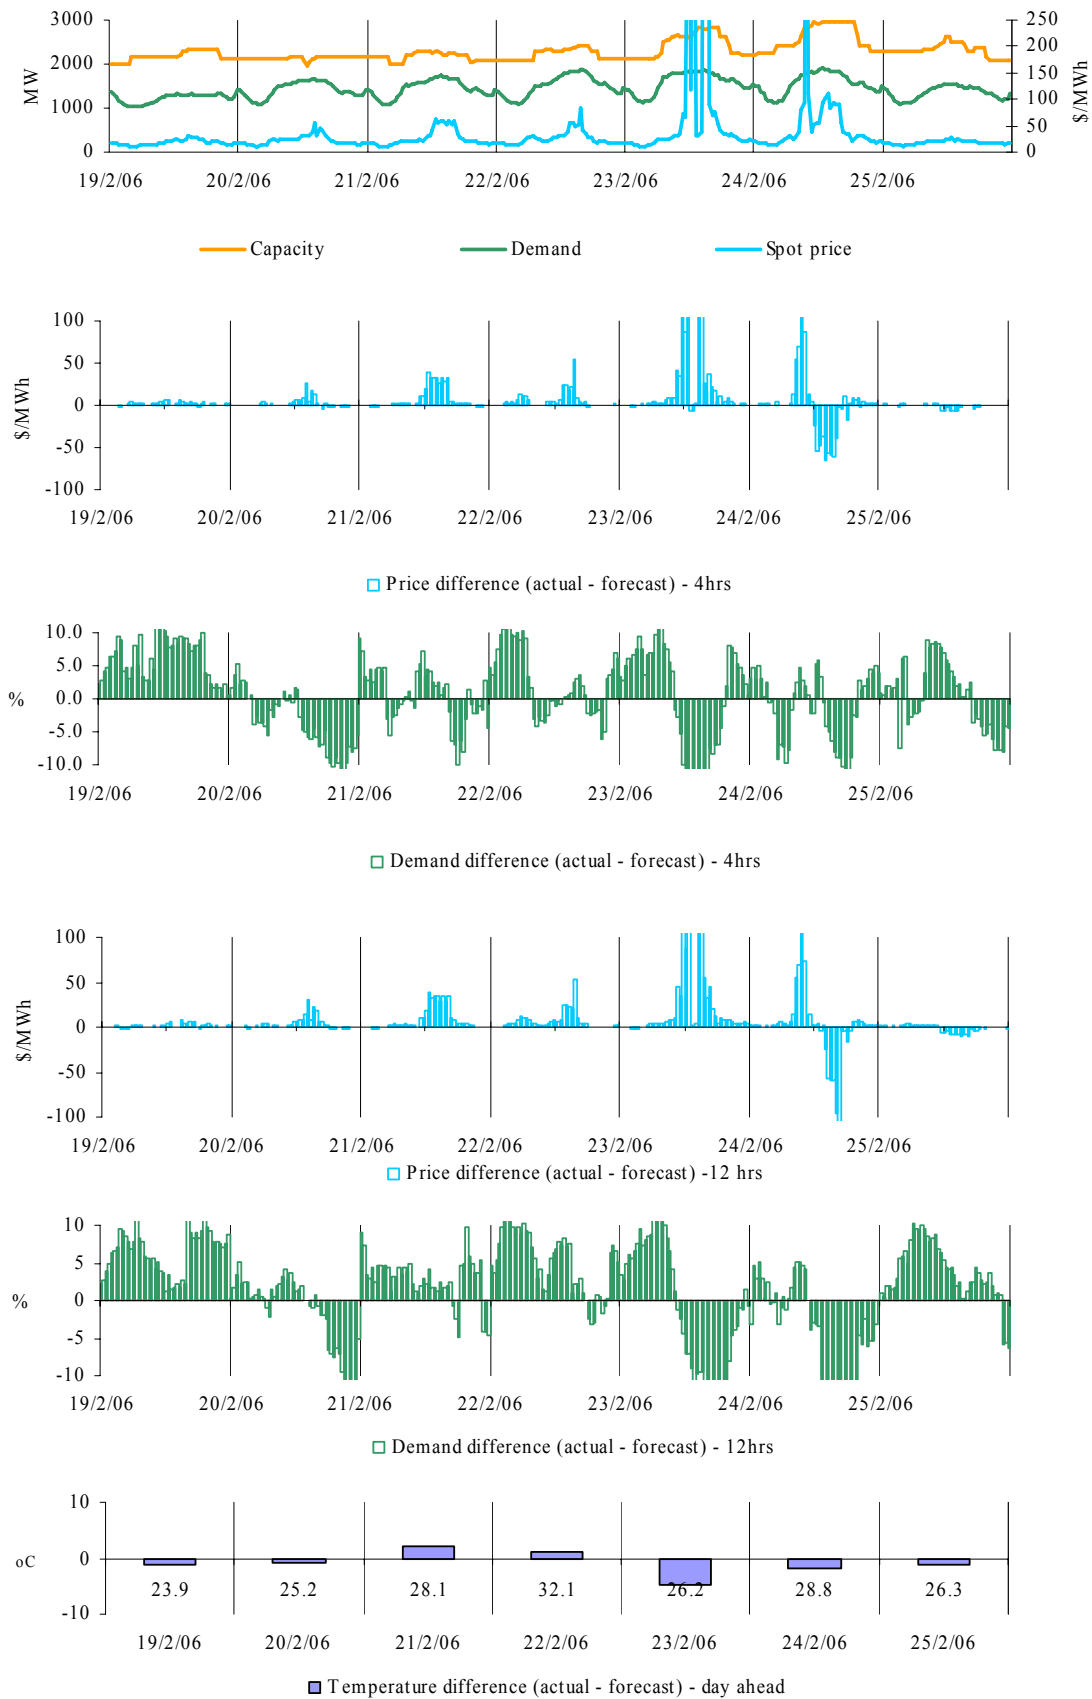 3000
2000
1000
0
MW
250
200
150
100
50
0
$/MWh
19/2/06 20/2/06 21/2/06 22/2/06 23/2/06 24/2/06 25/2/06
Capacity Demand Spot price
100
50
0
-50
-100
$/MWh
19/2/06 20/2/06 21/2/06 22/2/06 23/2/06 24/2/06 25/2/06
Price difference (actual - forecast) - 4hrs
10.0
5.0
0.0
-5.0
-10.0
%
19/2/06 20/2/06 21/2/06 22/2/06 23/2/06 24/2/06 25/2/06
Demand difference (actual - forecast) - 4hrs
100
50
0
-50
-100
$/MWh
19/2/06 20/2/06 21/2/06 22/2/06 23/2/06 24/2/06 25/2/06
Price difference (actual - forecast) -12 hrs
10
5
0
-5
-10
%
19/2/06 20/2/06 21/2/06 22/2/06 23/2/06 24/2/06 25/2/06
Demand difference (actual - forecast) - 12hrs
10
0
-10
oC
23.9 25.2 28.1 32.1 26.2 28.8 26.3
19/2/06 20/2/06 21/2/06 22/2/06 23/2/06 24/2/06 25/2/06
Temperature difference (actual - forecast) - day ahead